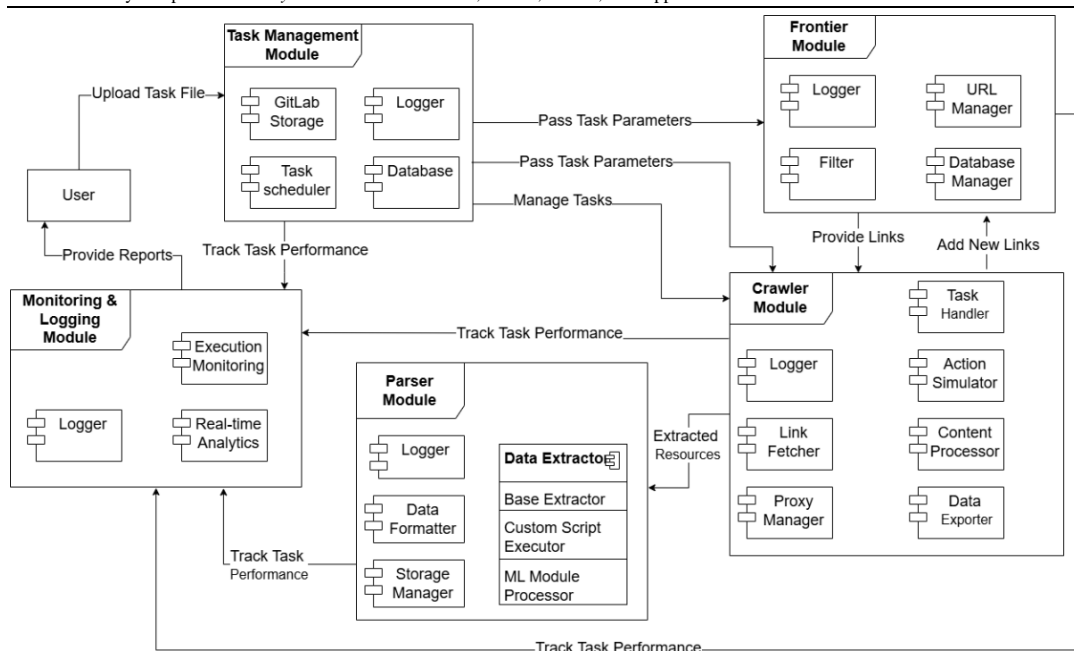 Task Management
Module
GitLab
Storage
Logger
Task
scheduler
Database
Frontier
Module
Logger
URL
Manager
Filter
Database
Manager
Upload Task File
User
Provide Reports
Pass Task Parameters
Pass Task Parameters
Manage Tasks
Track Task Performance
Provide Links
Add New Links
Monitoring &
Logging
Module
Execution
Monitoring
Logger
Real-time
Analytics
Track Task Performance
Crawler
Module
Task
Handler
Logger
Action
Simulator
Link
Fetcher
Content
Processor
Proxy
Manager
Data
Exporter
Parser
Module
Logger
Data
Formatter
Storage
Manager
Data Extractor
Base Extractor
Custom Script
Executor
ML Module
Processor
Extracted
Resources
Track Task
Performance
Track Task Performance